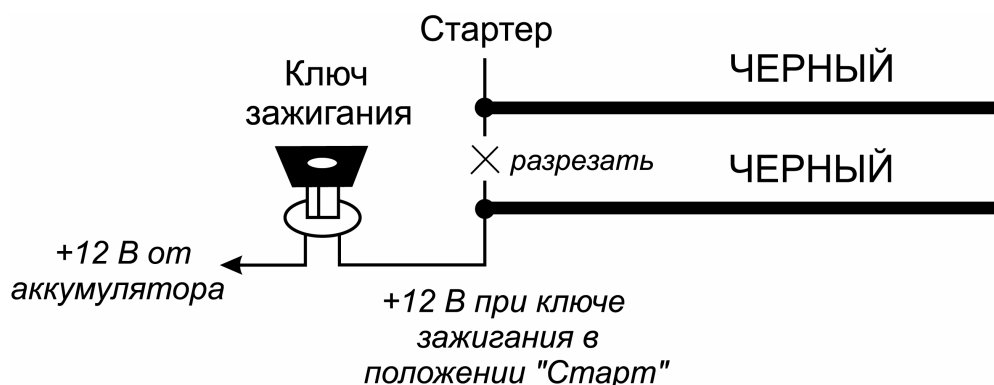 Стартер
Ключ
зажигания
ЧЕРНЫЙ
разрезать
ЧЕРНЫЙ
+12 В от
аккумулятора
+12 В при ключе
зажигания в
положении "Старт"